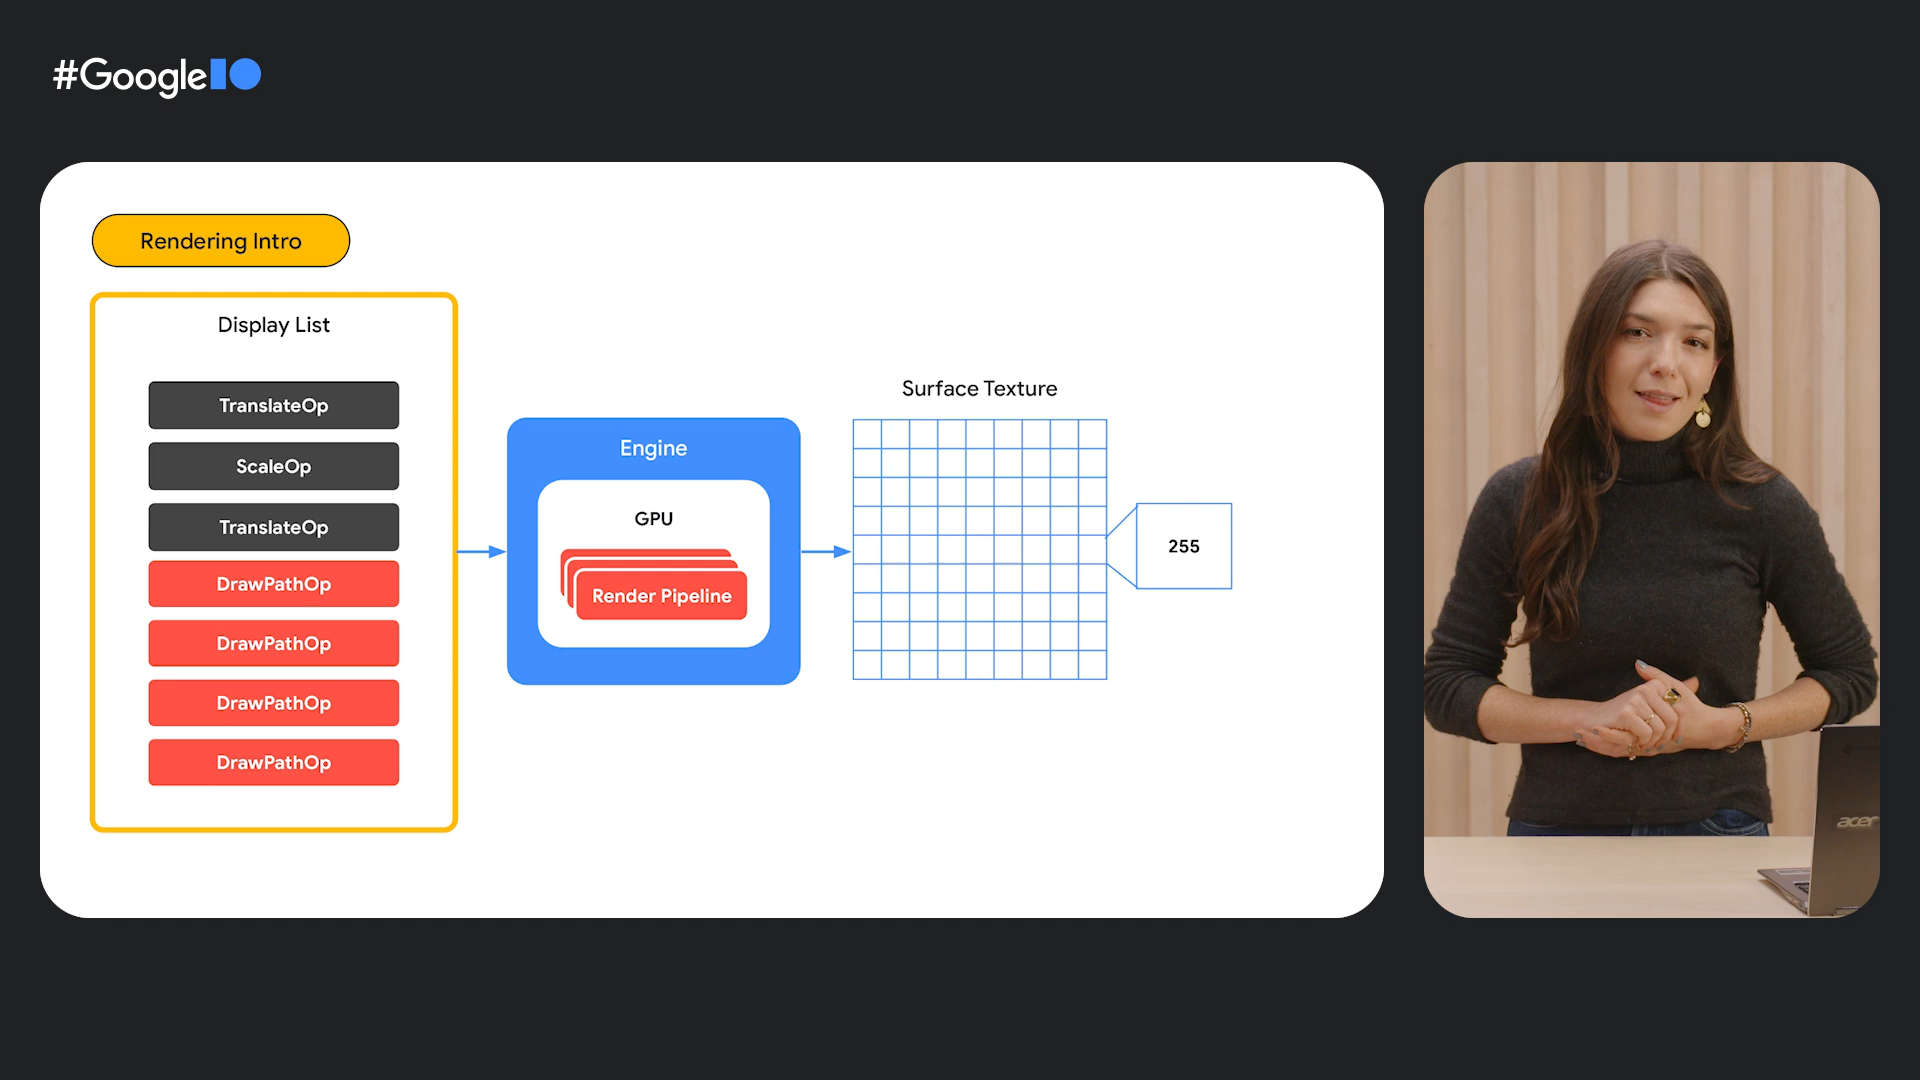 #GoogleIO
Rendering Intro
Display List
TranslateOp
ScaleOp
TranslateOp
DrawPathOp
DrawPathOp
DrawPathOp
DrawPathOp
Engine
GPU
Render Pipeline
Surface Texture
255
acer